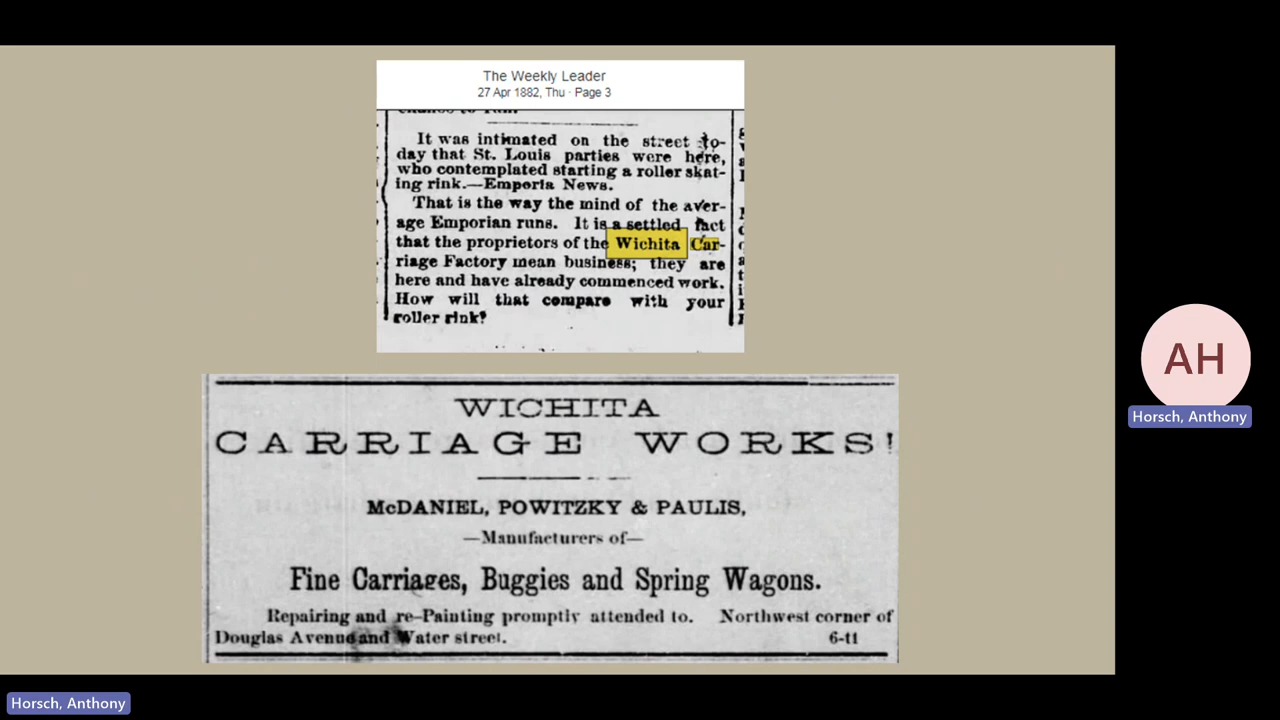 The Weekly Leader
27 Apr 1882, Thu · Page 3
It was intimated on the street to-
day that St. Louis parties were here,
who contemplated starting a roller skat-
ing rink.—Emporia News.
That is the way the mind of the aver-
age Emporian runs. It is a settled fact
that the proprietors of the Wichita Car-
riage Factory mean business; they are
here and have already commenced work.
How will that compare with your
roller rink?
WICHITA
CARRIAGE WORKS!
McDANIEL, POWITZKY & PAULIS,
—Manufacturers of—
Fine Carriages, Buggies and Spring Wagons.
Repairing and re-Painting promptly attended to. Northwest corner of
Douglas Avenue and Water street. 6-11
AH
Horsch, Anthony
Horsch, Anthony